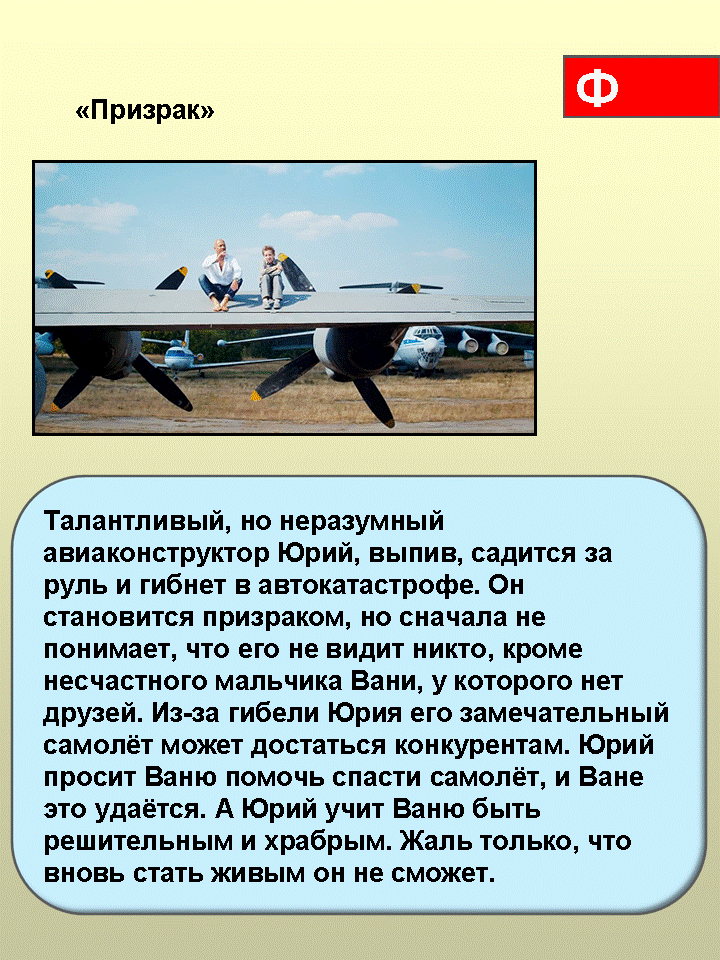 «Призрак»
Ф
Талантливый, но неразумный
авиаконструктор Юрий, выпив, садится за
руль и гибнет в автокатастрофе. Он
становится призраком, но сначала не
понимает, что его не видит никто, кроме
несчастного мальчика Вани, у которого нет
друзей. Из-за гибели Юрия его замечательный
самолёт может достаться конкурентам. Юрий
просит Ваню помочь спасти самолёт, и Ване
это удаётся. А Юрий учит Ваню быть
решительным и храбрым. Жаль только, что
вновь стать живым он не сможет.